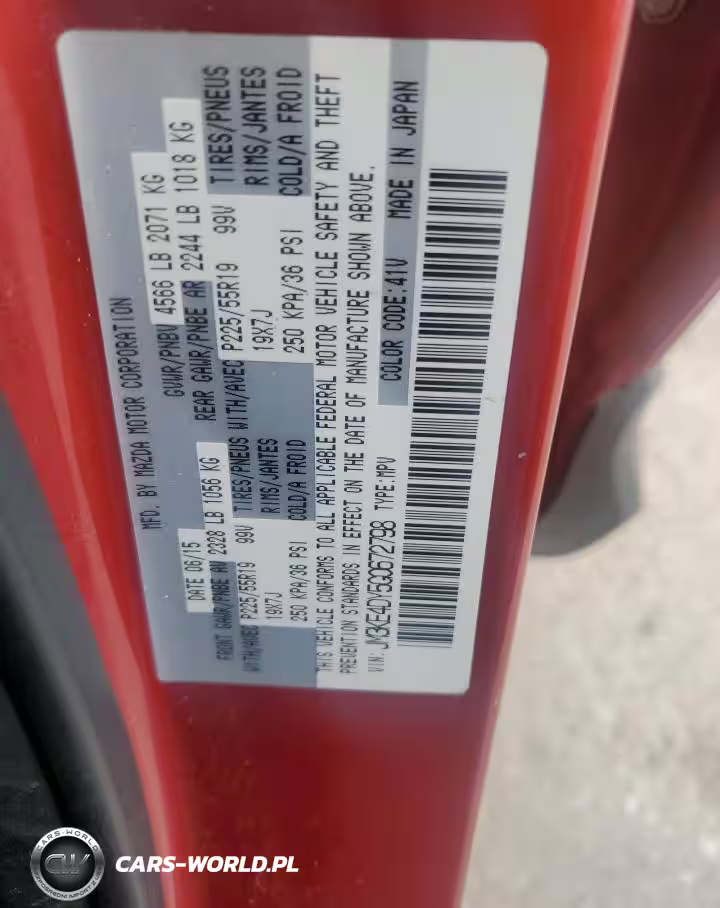 MFD. BY MAZDA MOTOR CORPORATION
DATE 06/15 GVWR/PNBV 4566 LB 2071 KG
FRONT GAWR/PNBE AV 2328 LB 1056 KG REAR GAWR/PNBE AR 2244 LB 1018 KG
WITH/AVEC P225/55R19 99V TIRES/PNEUS WITH/AVEC P225/55R19 99V TIRES/PNEUS
19X7J RIMS/JANTES 19X7J RIMS/JANTES
250 KPA/36 PSI COLD/A FROID 250 KPA/36 PSI COLD/A FROID
THIS VEHICLE CONFORMS TO ALL APPLICABLE FEDERAL MOTOR VEHICLE SAFETY AND THEFT
PREVENTION STANDARDS IN EFFECT ON THE DATE OF MANUFACTURE SHOWN ABOVE.
VIN: JM3KE4DY5G0672798 TYPE:MPV COLOR CODE:41V MADE IN JAPAN
CARS-WORLD
CW
CARS-WORLD.PL